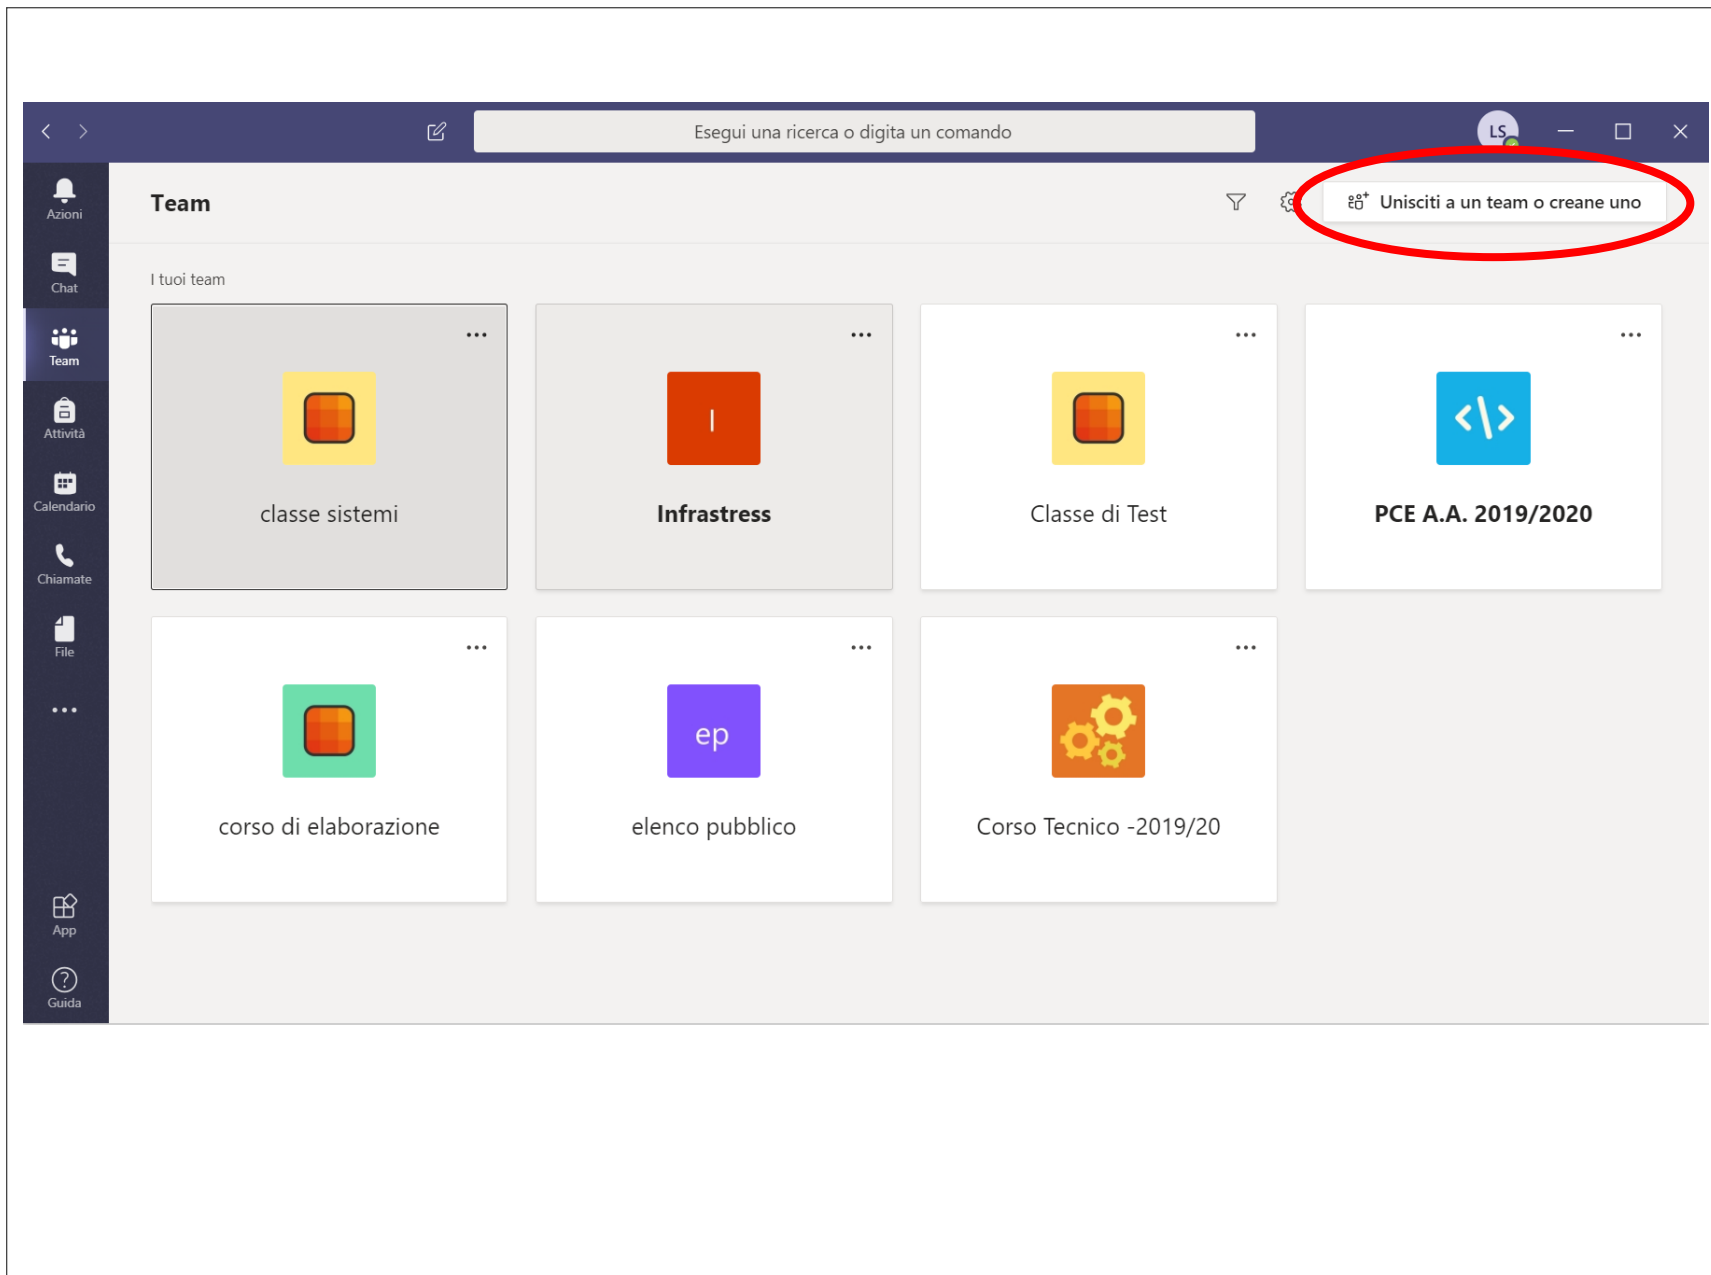 Esegui una ricerca o digita un comando
LS
Azioni
Team
Unisciti a un team o creane uno
Chat
I tuoi team
Team
Attività
Calendario
Chiamate
File
classe sistemi
I
Infrastress
Classe di Test
</>
PCE A.A. 2019/2020
corso di elaborazione
ep
elenco pubblico
Corso Tecnico -2019/20
App
Guida